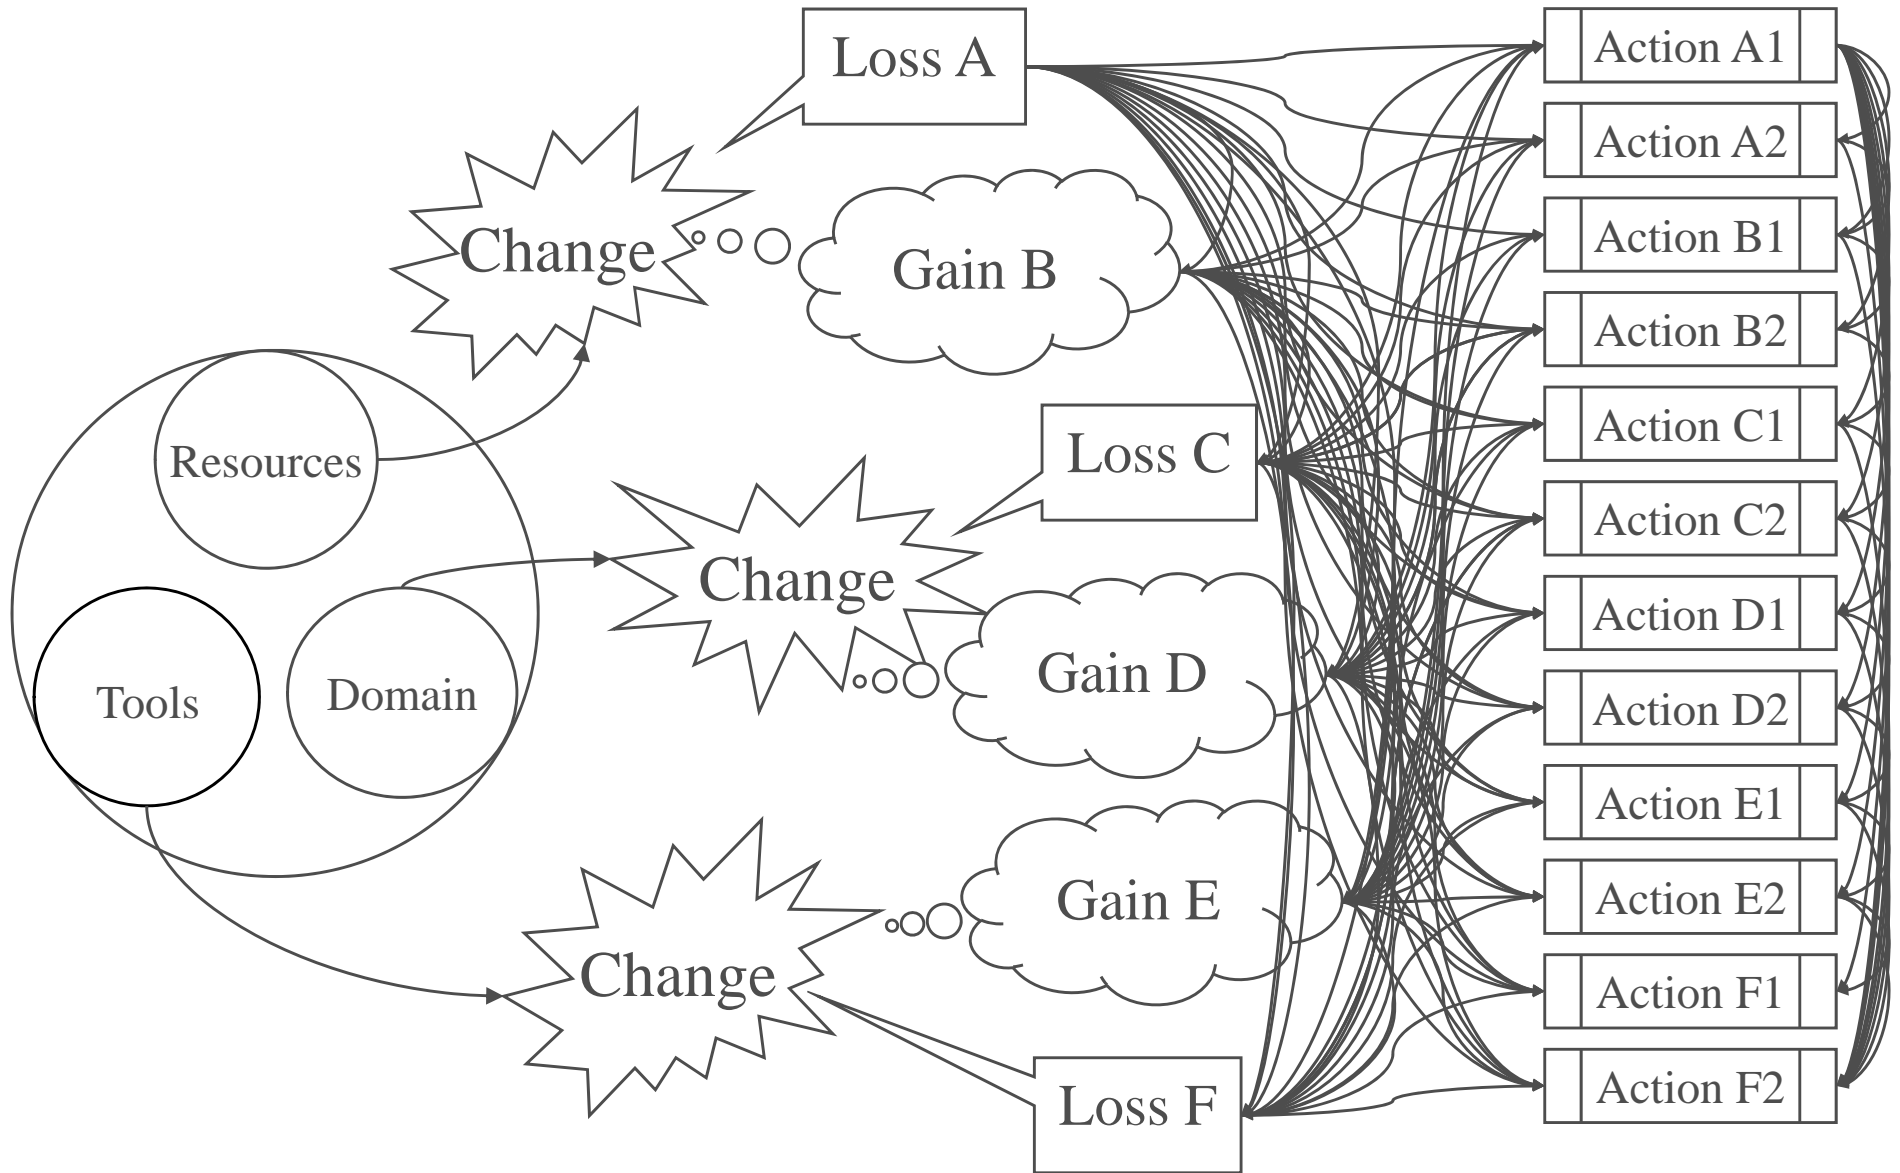 Loss A
Change
Gain B
Resources
Loss C
Change
Gain D
Tools
Domain
Gain E
Change
Loss F
Action A1
Action A2
Action B1
Action B2
Action C1
Action C2
Action D1
Action D2
Action E1
Action E2
Action F1
Action F2